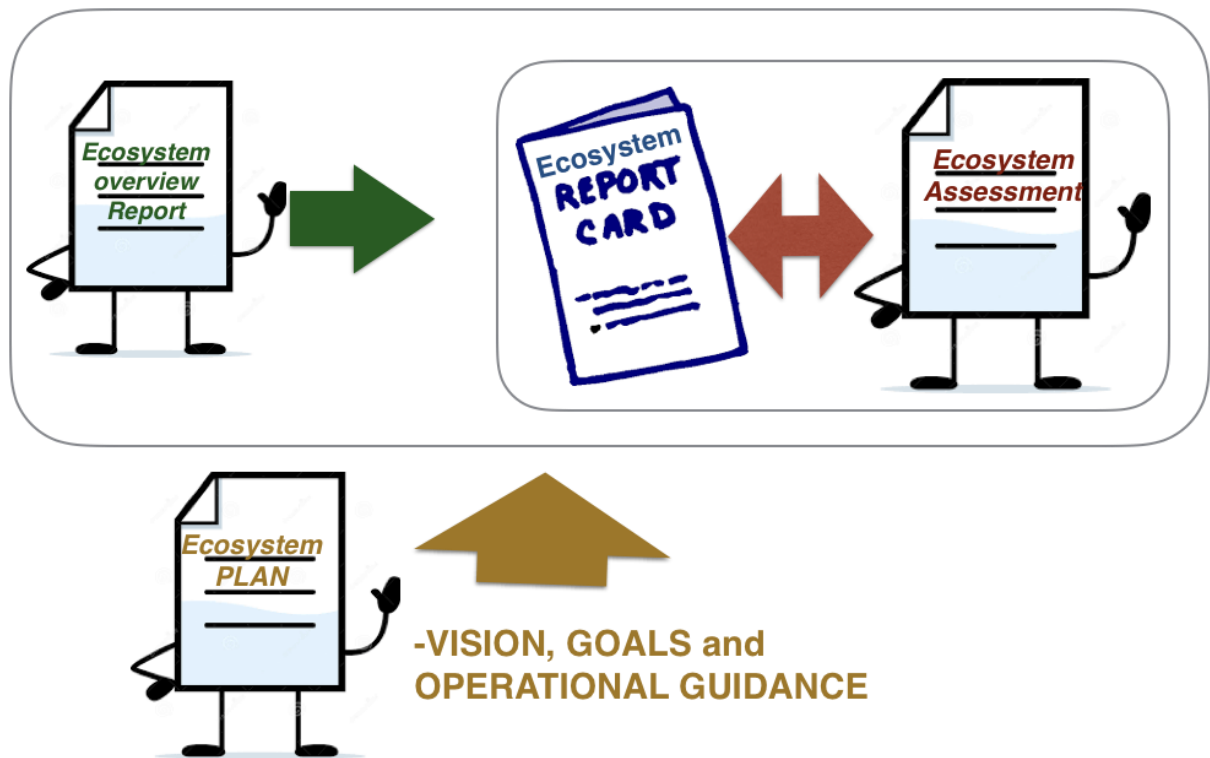 Ecosystem
overview
Report
Ecosystem
REPORT
CARD
Ecosystem
Assessment
Ecosystem
PLAN
-VISION, GOALS and
OPERATIONAL GUIDANCE